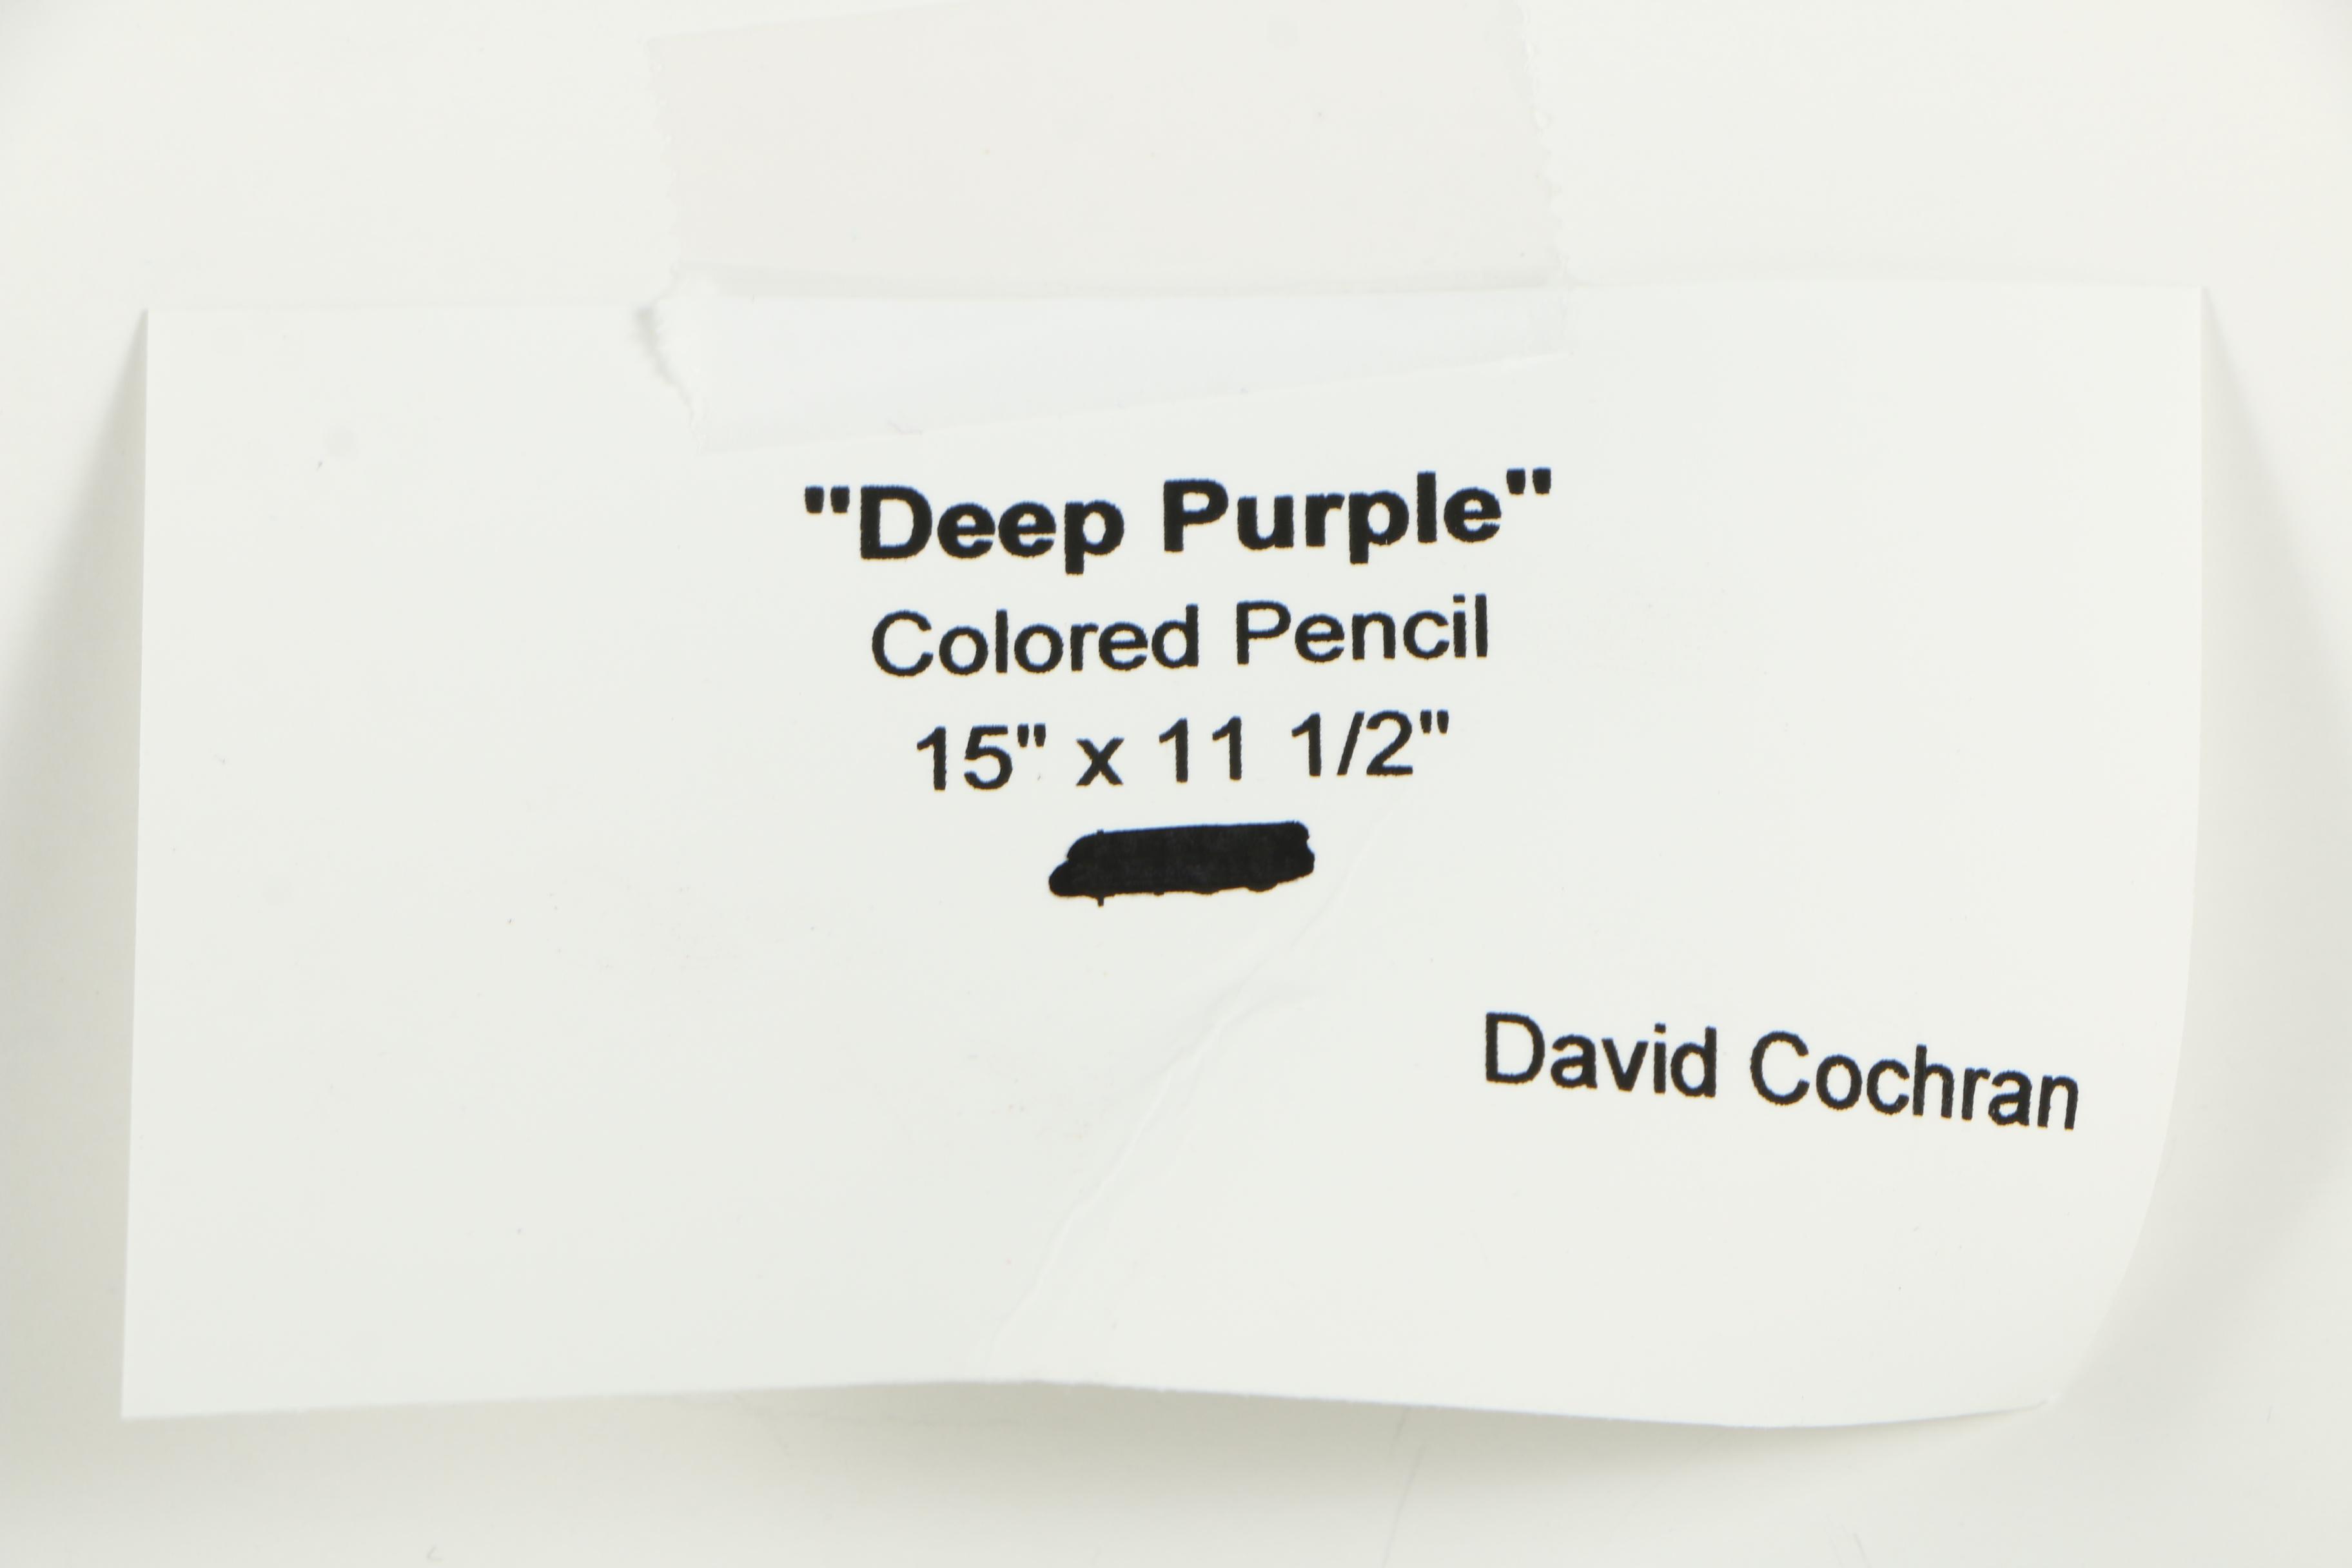 "Deep Purple"
Colored Pencil
15" x 11 1/2"
David Cochran